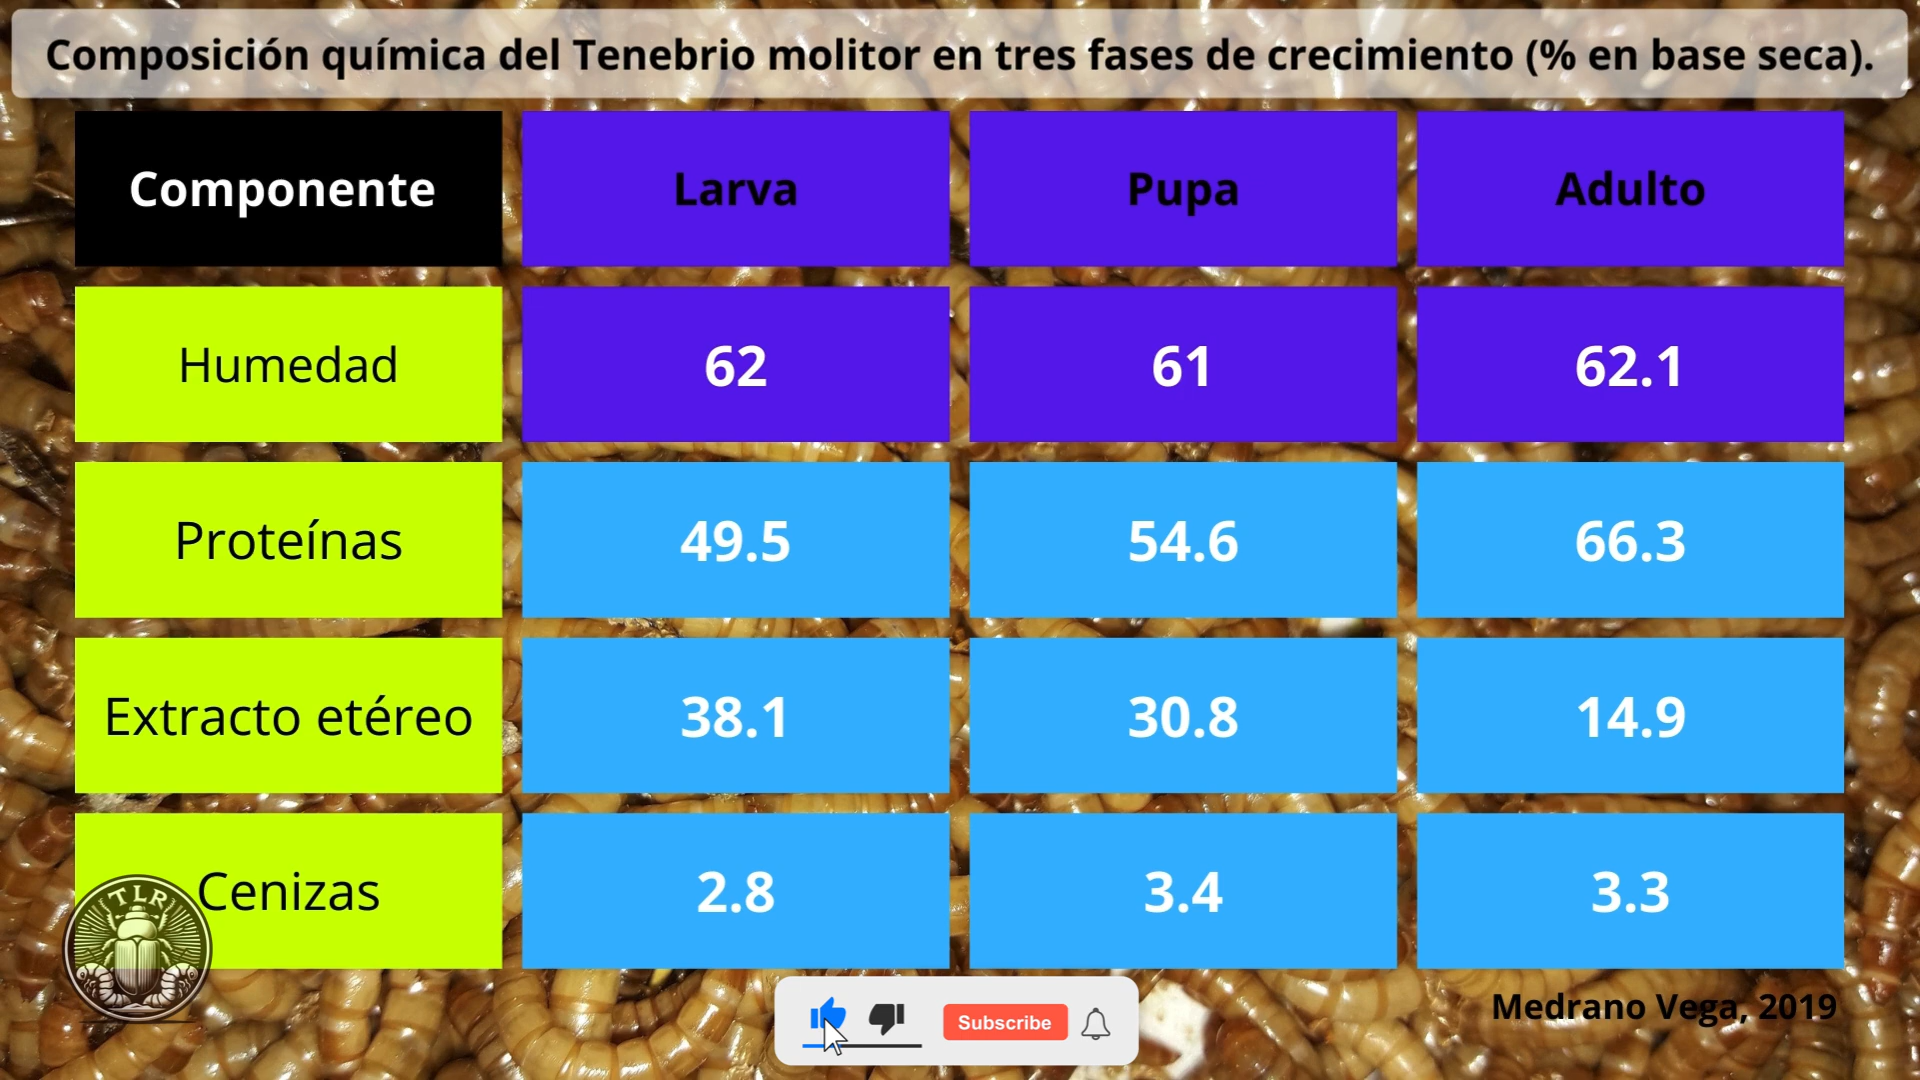 Composición química del Tenebrio molitor en tres fases de crecimiento (% en base seca).
Componente Larva Pupa Adulto
Humedad 62 61 62.1
Proteínas 49.5 54.6 66.3
Extracto etéreo 38.1 30.8 14.9
Cenizas 2.8 3.4 3.3
TLR
Subscribe
Medrano Vega, 2019